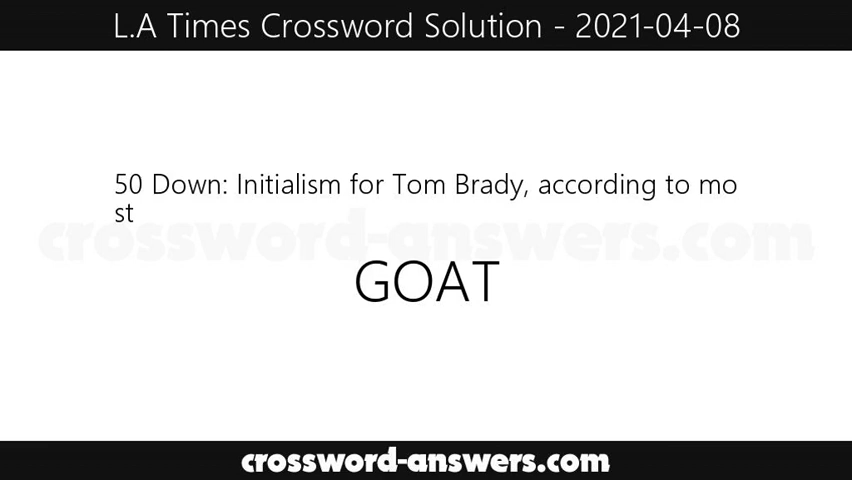 L.A Times Crossword Solution - 2021-04-08
50 Down: Initialism for Tom Brady, according to mo
st
crossword-answers.com
GOAT
crossword-answers.com